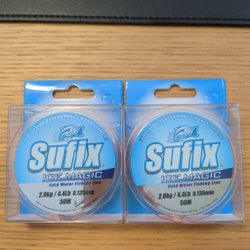 Sufix
ICE MAGIC
Cold Water Fishing Line
2.0kg / 4.4Lb 0.135mm
50M
Sufix
ICE MAGIC
Cold Water Fishing Line
2.0kg / 4.4Lb 0.135mm
50M